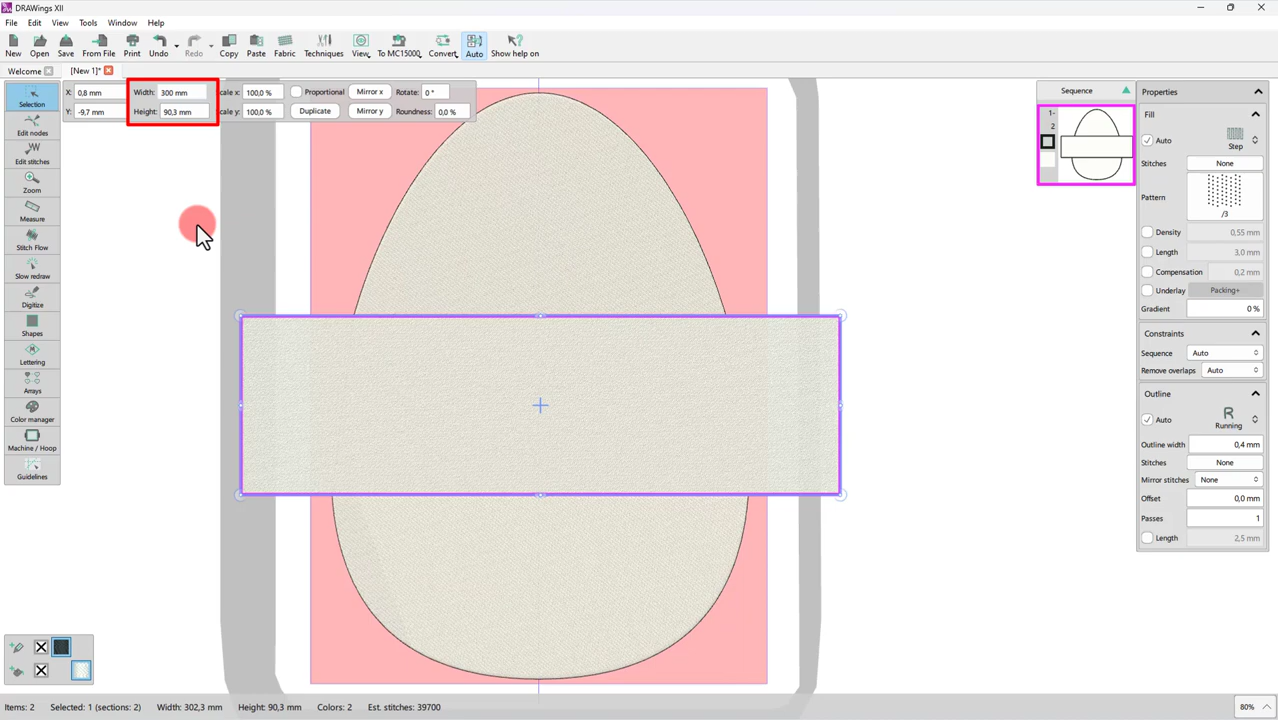 DRAWings XII
File Edit View Tools Window Help
New Open Save From File Print Undo Redo Copy Paste Fabric Techniques View To MC15000 Convert Auto Show help on
Welcome [New 1]*
X: 0,8 mm Width: 300 mm cale x: 100,0 % Proportional Mirror x Rotate: 0 °
Y: -9,7 mm Height: 90,3 mm cale y: 100,0 % Duplicate Mirror y Roundness: 0,0 %
Selection
Edit nodes
Edit stitches
Zoom
Measure
Stitch Flow
Slow redraw
Digitize
Shapes
Lettering
Arrays
Color manager
Machine / Hoop
Guidelines
Sequence
1-
2
Properties
Fill
Auto Step
Stitches None
Pattern /3
Density 0,55 mm
Length 3,0 mm
Compensation 0,2 mm
Underlay Packing+
Gradient 0 %
Constraints
Sequence Auto
Remove overlaps Auto
Outline
Auto R Running
Outline width 0,4 mm
Stitches None
Mirror stitches None
Offset 0,0 mm
Passes 1
Length 2,5 mm
Items: 2 Selected: 1 (sections: 2) Width: 302,3 mm Height: 90,3 mm Colors: 2 Est. stitches: 39700 80%